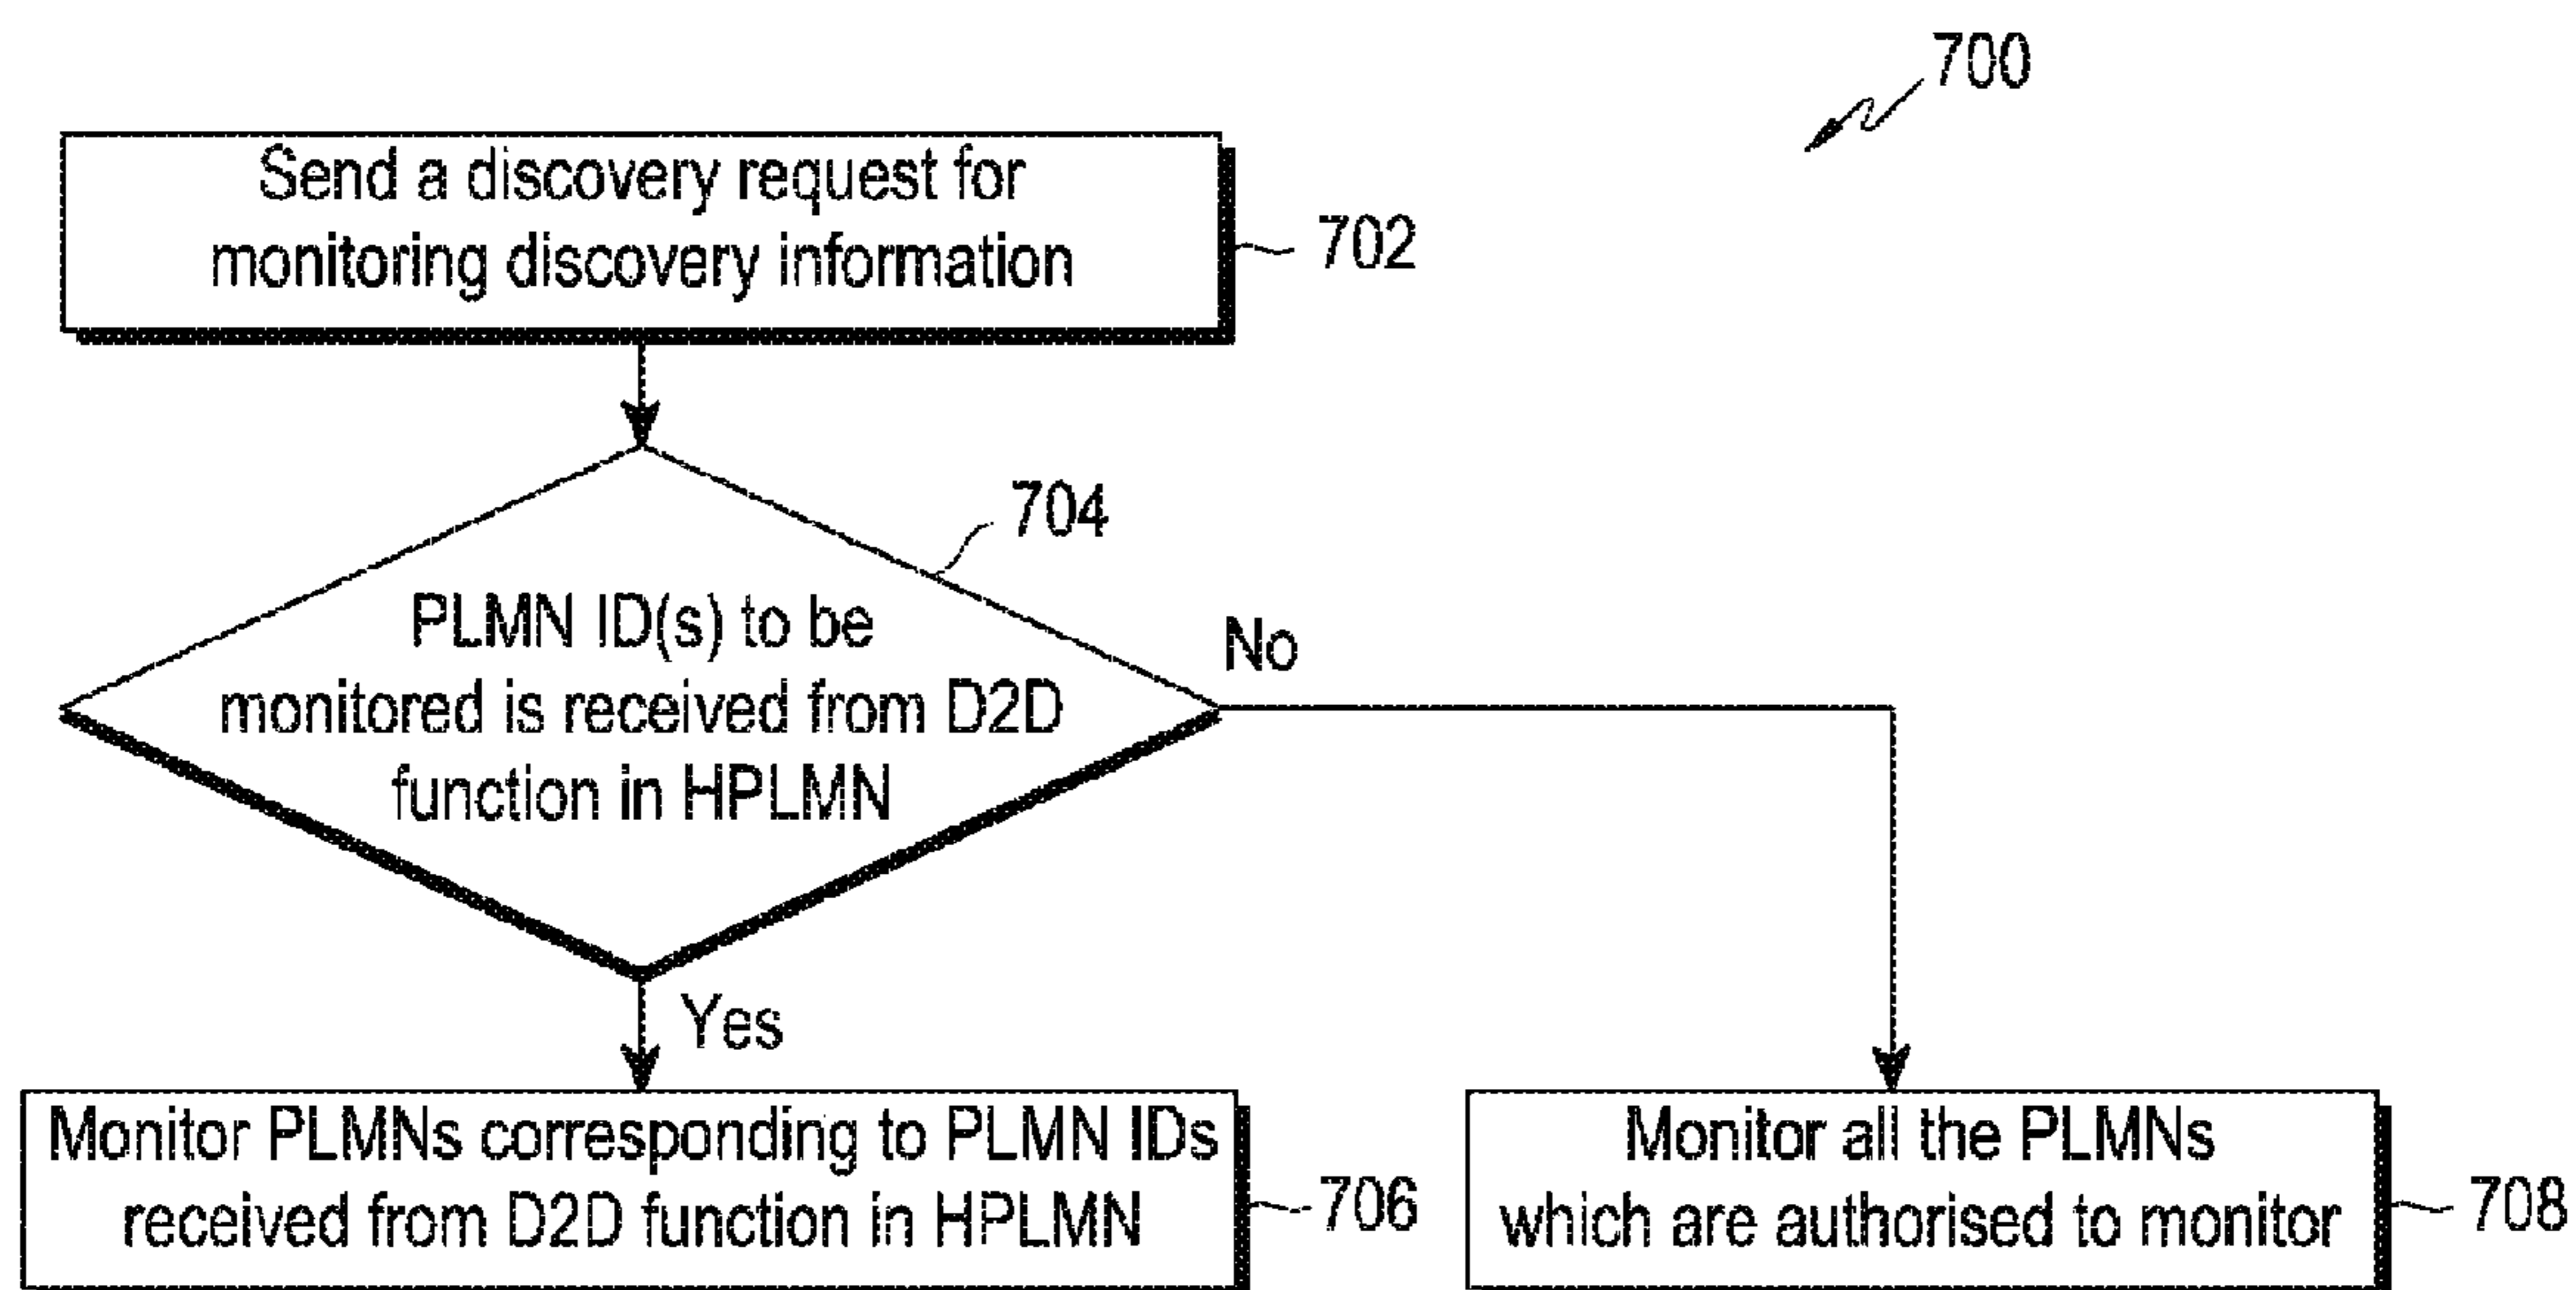 700
Send a discovery request for
monitoring discovery information
702
704
PLMN ID(s) to be
monitored is received from D2D
function in HPLMN
No
Yes
Monitor PLMNs corresponding to PLMN IDs
received from D2D function in HPLMN
706
Monitor all the PLMNs
which are authorised to monitor
708